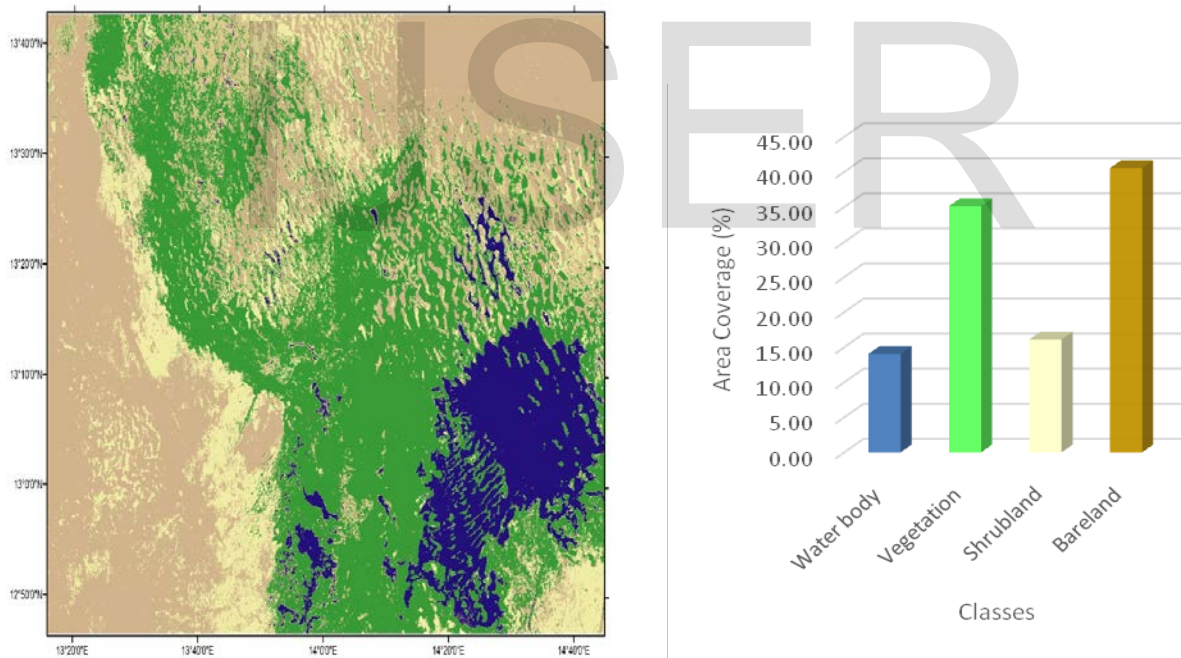 IJSER
13°40'0"N
13°30'0"N
13°20'0"N
13°10'0"N
13°0'0"N
12°50'0"N
13°20'0"E 13°40'0"E 14°0'0"E 14°20'0"E 14°40'0"E
45.00
40.00
35.00
30.00
25.00
20.00
15.00
10.00
5.00
0.00
Area Coverage (%)
Water body
Vegetation
Shrubland
Bareland
Classes